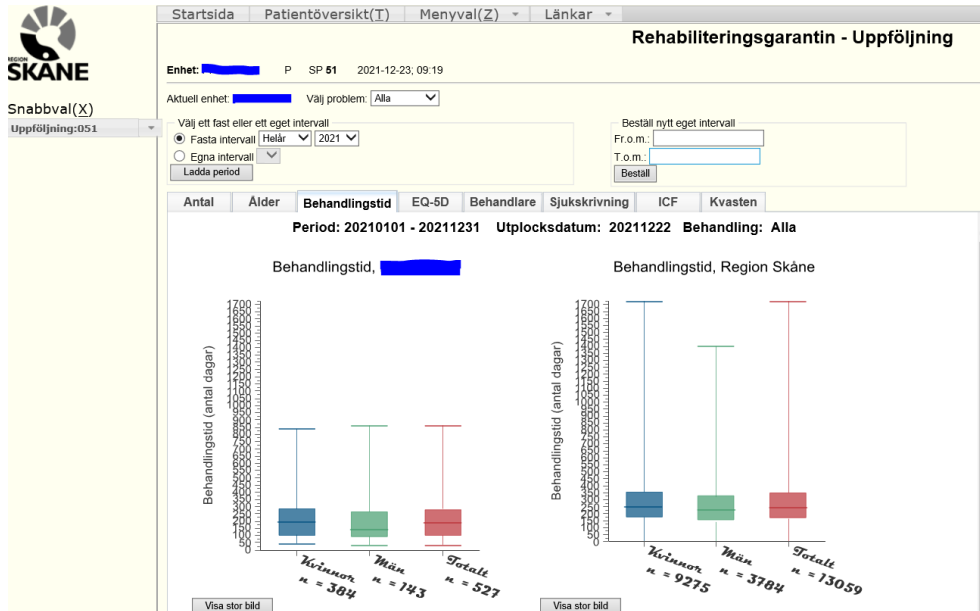 Startsida Patientöversikt(T) Menyval(Z) Länkar
REGION
SKÅNE
Rehabiliteringsgarantin - Uppföljning
Enhet: P SP 51 2021-12-23; 09:19
Snabbval(X)
Uppföljning:051
Aktuell enhet: Välj problem: Alla
Välj ett fast eller ett eget intervall
Fasta intervall Helår 2021
Egna intervall
Ladda period
Beställ nytt eget intervall
Fr.o.m.:
T.o.m.:
Beställ
Antal Ålder Behandlingstid EQ-5D Behandlare Sjukskrivning ICF Kvasten
Period: 20210101 - 20211231 Utplocksdatum: 20211222 Behandling: Alla
Behandlingstid,
Behandlingstid (antal dagar)
1700
1650
1600
1550
1500
1450
1400
1350
1300
1250
1200
1150
1100
1050
1000
950
900
850
800
750
700
650
600
550
500
450
400
350
300
250
200
150
100
50
0
Kvinnor
n = 384
Män
n = 143
Totalt
n = 527
Visa stor bild
Behandlingstid, Region Skåne
Behandlingstid (antal dagar)
1700
1650
1600
1550
1500
1450
1400
1350
1300
1250
1200
1150
1100
1050
1000
950
900
850
800
750
700
650
600
550
500
450
400
350
300
250
200
150
100
50
0
Kvinnor
n = 9275
Män
n = 3784
Totalt
n = 13059
Visa stor bild